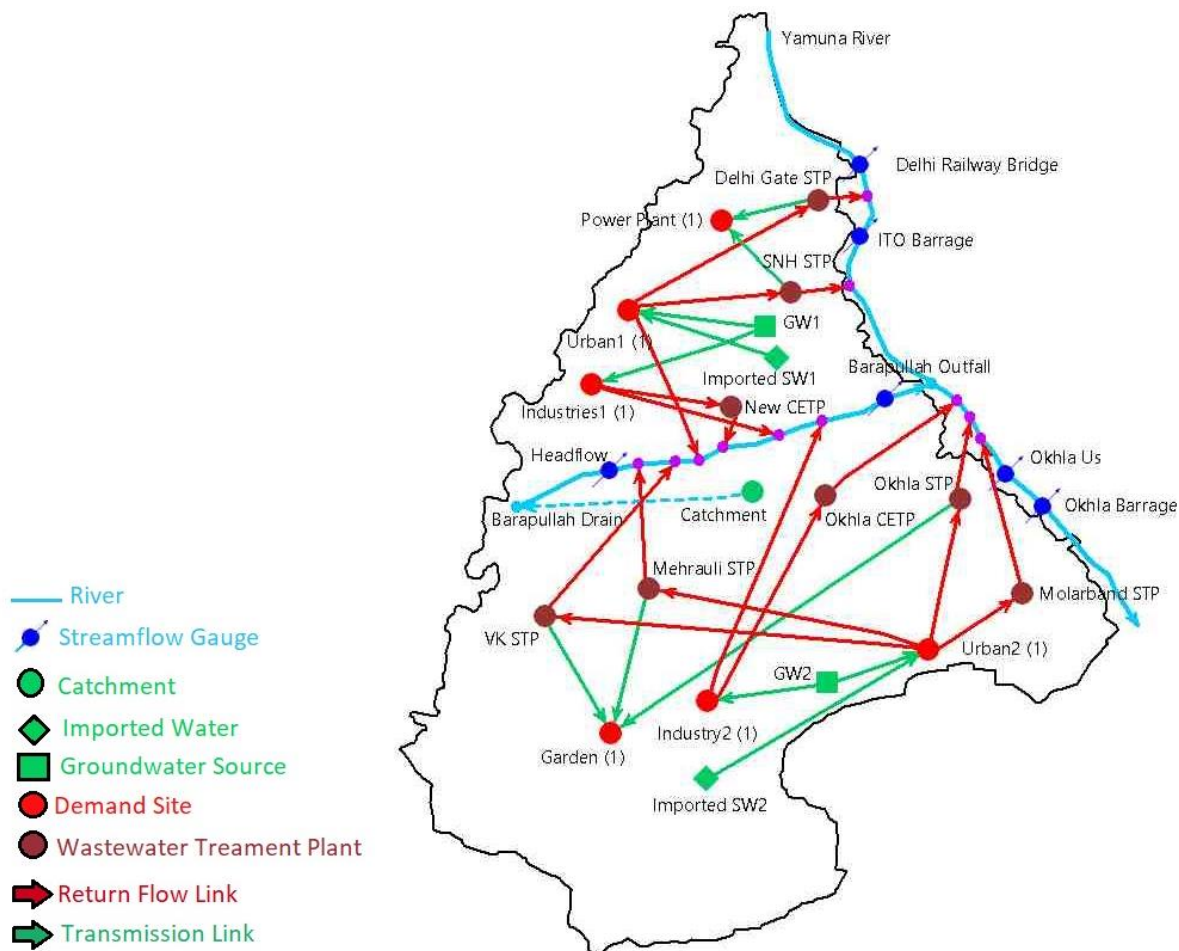 Yamuna River
Delhi Railway Bridge
Delhi Gate STP
Power Plant (1)
ITO Barrage
SNH STP
GW1
Urban1 (1)
Imported SW1
Barapullah Outfall
Industries1 (1)
New CETP
Headflow
Okhla Us
Okhla STP
Okhla Barrage
Barapullah Drain
Catchment
Okhla CETP
Mehrauli STP
Molarband STP
VK STP
Urban2 (1)
GW2
Industry2 (1)
Garden (1)
Imported SW2
River
Streamflow Gauge
Catchment
Imported Water
Groundwater Source
Demand Site
Wastewater Treament Plant
Return Flow Link
Transmission Link